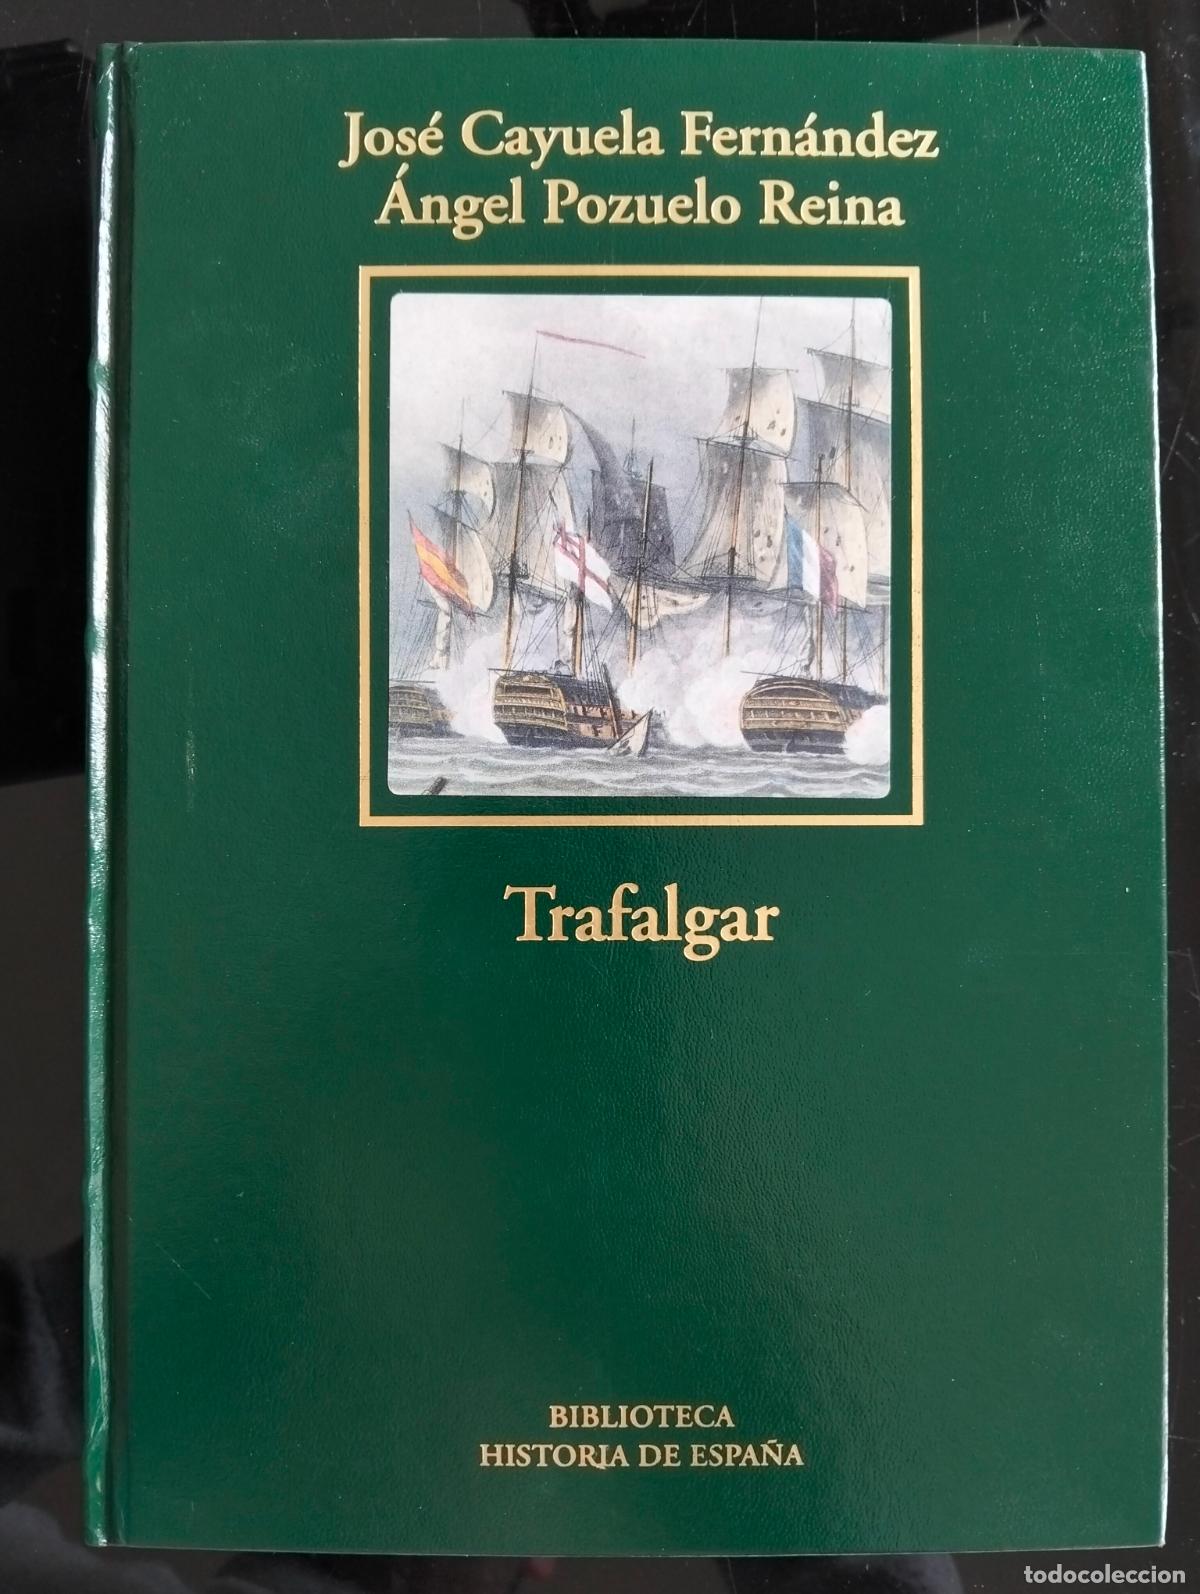 José Cayuela Fernández
Ángel Pozuelo Reina
Trafalgar
BIBLIOTECA
HISTORIA DE ESPAÑA
todocoleccion